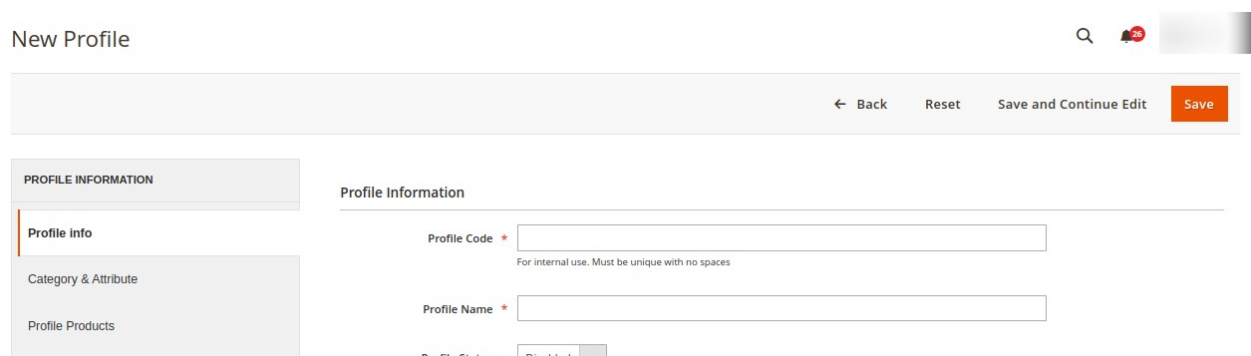 New Profile
26
← Back Reset Save and Continue Edit Save
PROFILE INFORMATION
Profile info
Category & Attribute
Profile Products
Profile Information
Profile Code *
For internal use. Must be unique with no spaces
Profile Name *